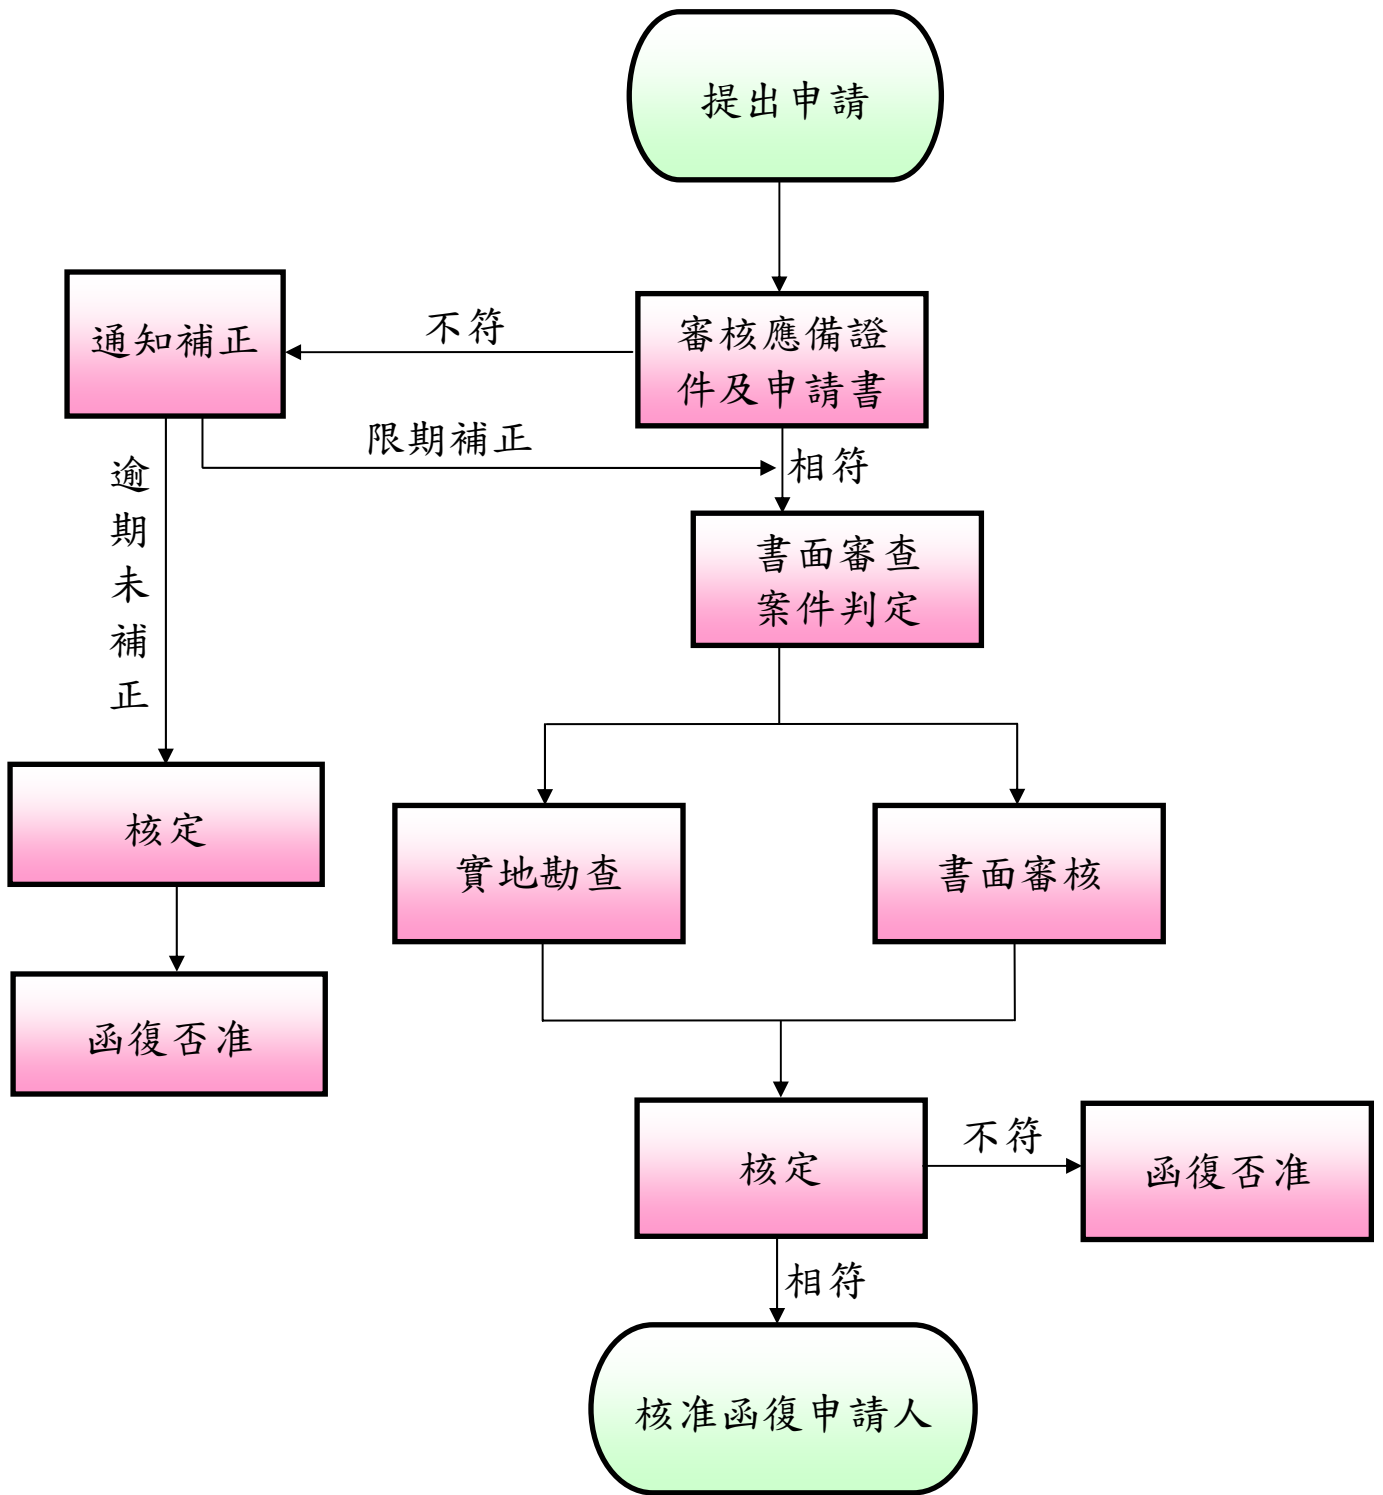 提出申請
不符
通知補正
審核應備證
件及申請書
限期補正
相符
逾期未補正
書面審查
案件判定
核定
實地勘查
書面審核
函復否准
核定
不符
函復否准
相符
核准函復申請人